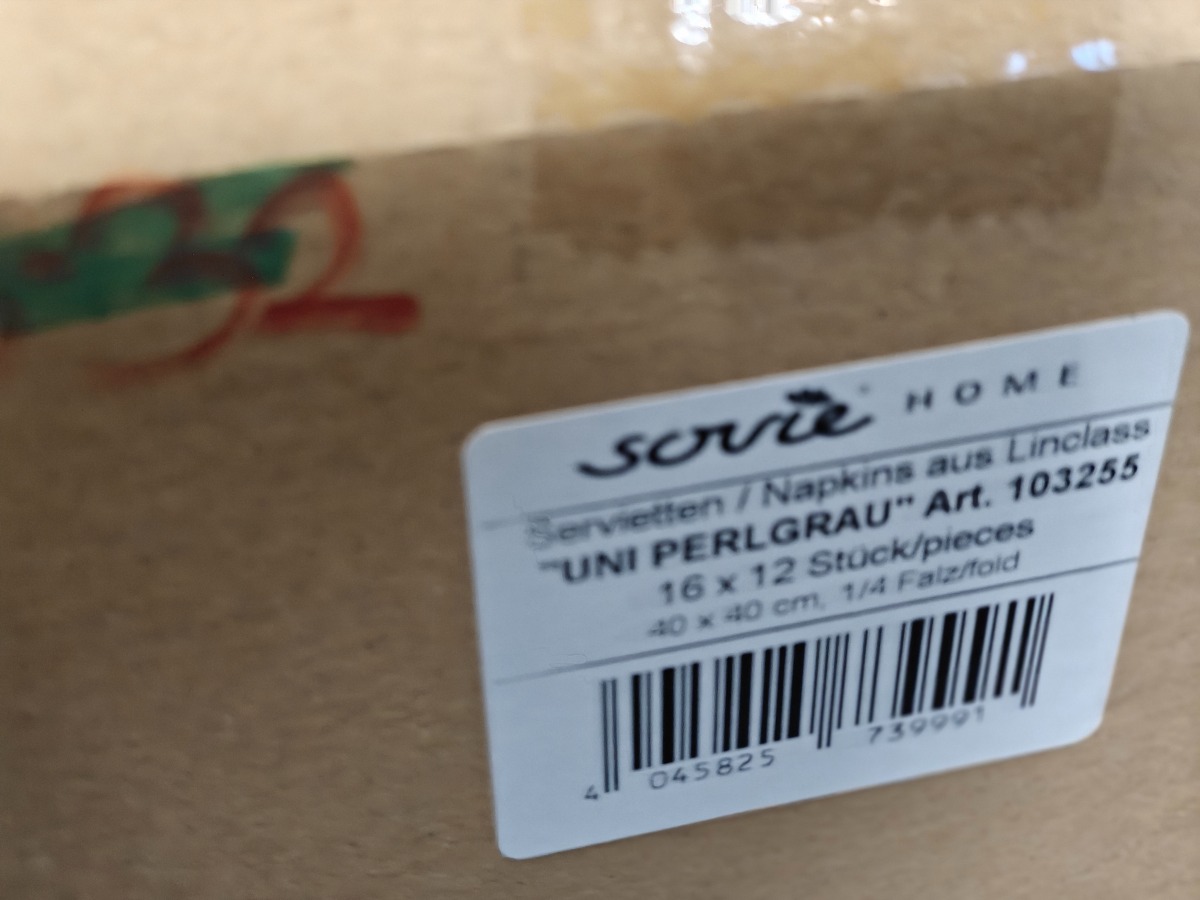 sovie HOME
Servietten / Napkins aus Linclass
"UNI PERLGRAU" Art. 103255
16 x 12 Stück/pieces
40 x 40 cm, 1/4 Falz/fold
4 045825 739991